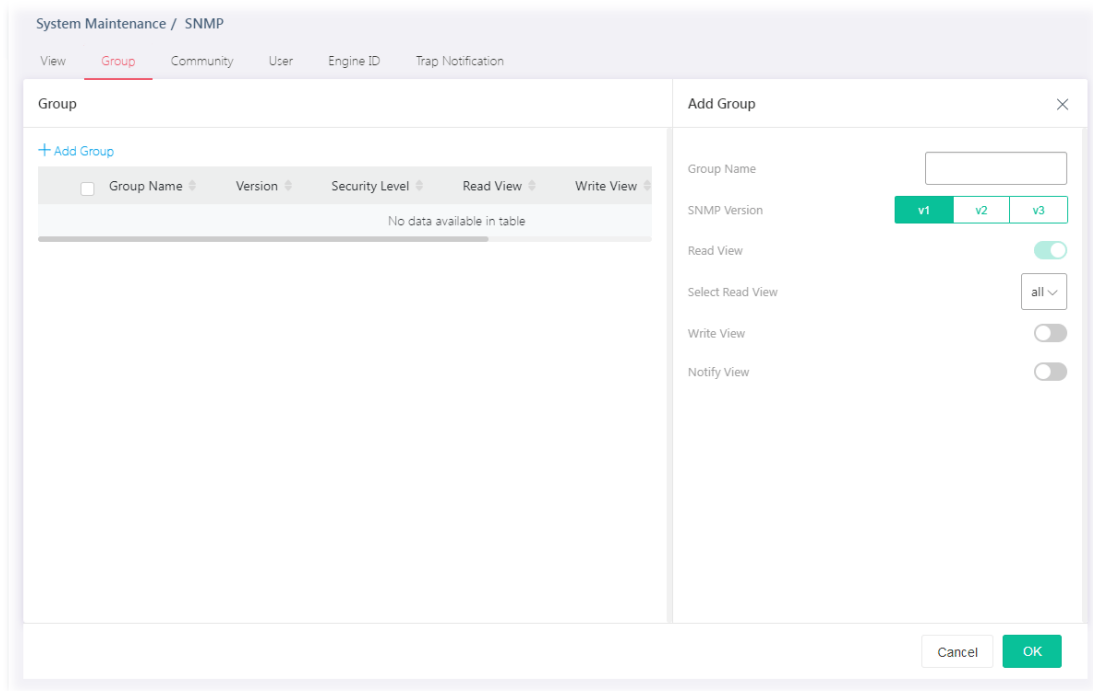 System Maintenance / SNMP
View Group Community User Engine ID Trap Notification
Group
+ Add Group
Group Name Version Security Level Read View Write View
No data available in table
Add Group
Group Name
SNMP Version v1 v2 v3
Read View
Select Read View all
Write View
Notify View
Cancel OK